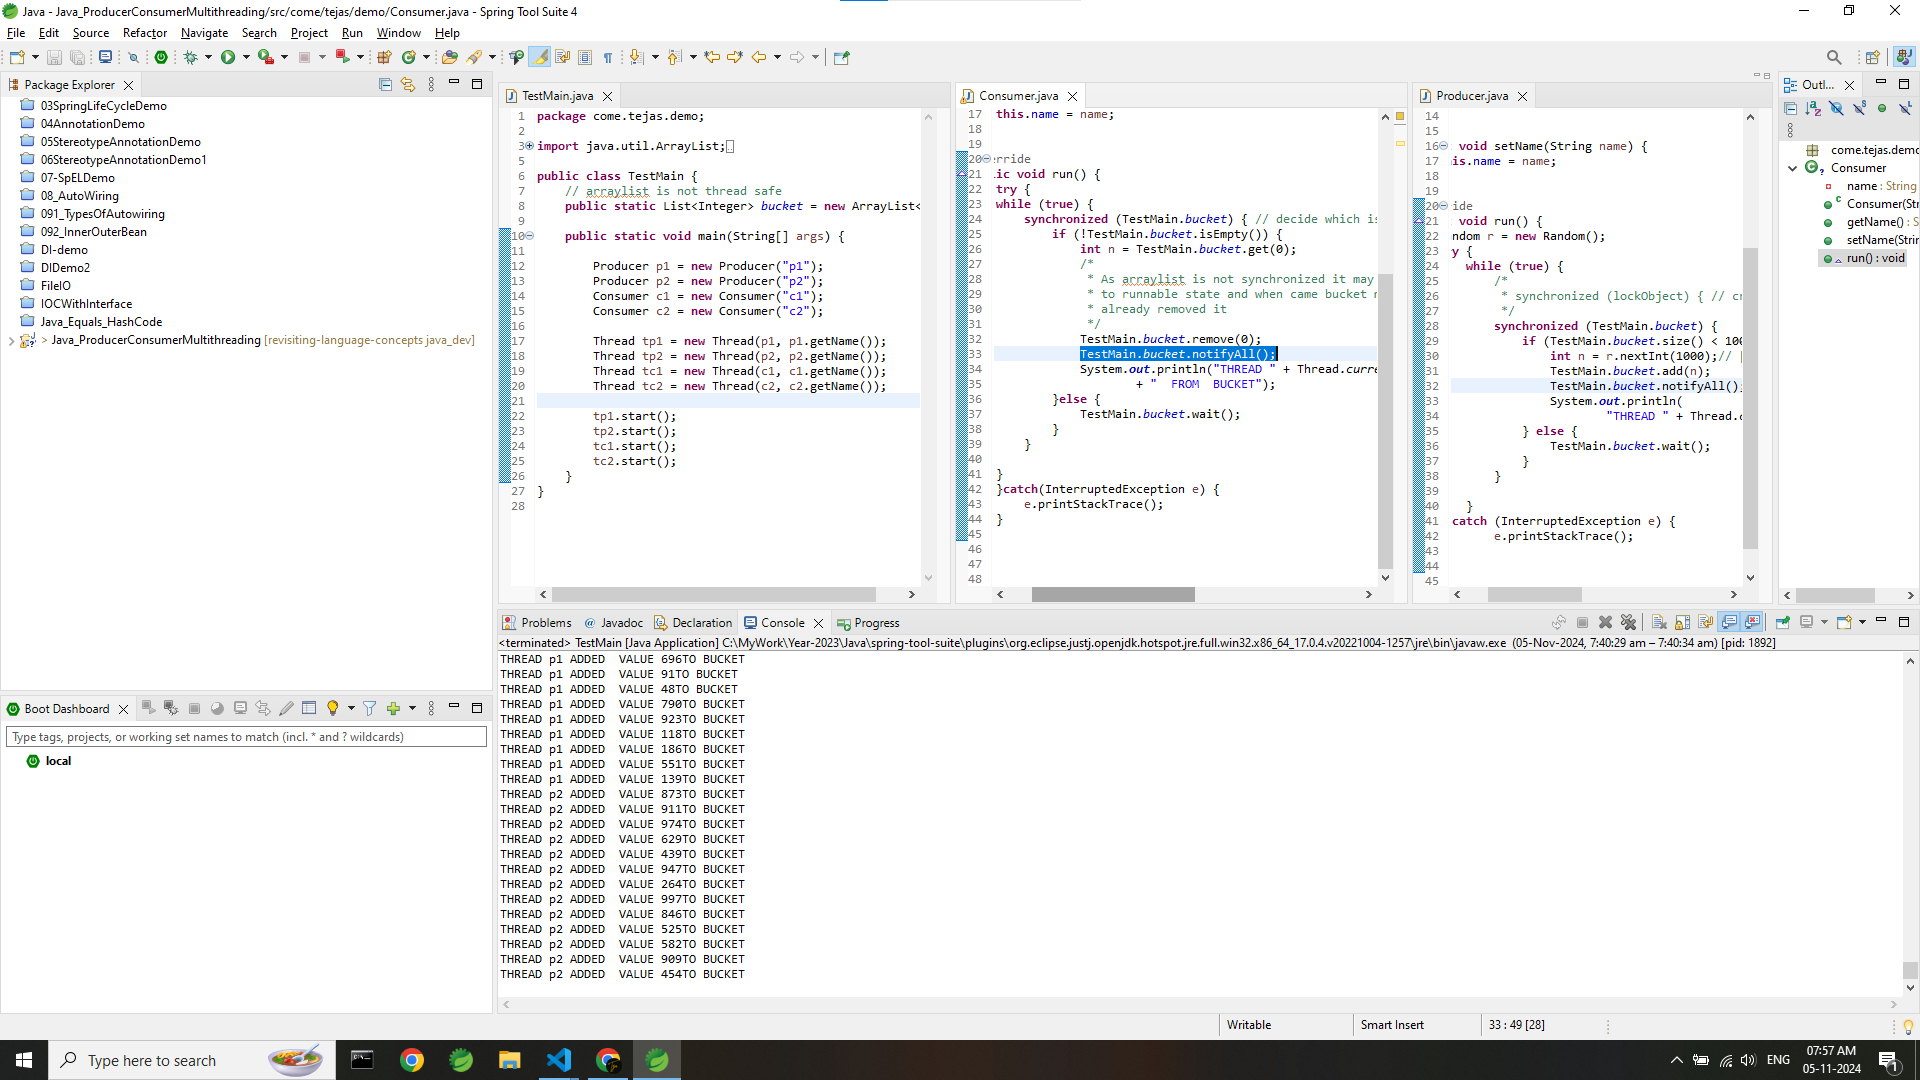 Java - Java_ProducerConsumerMultithreading/src/come/tejas/demo/Consumer.java - Spring Tool Suite 4
File Edit Source Refactor Navigate Search Project Run Window Help
Package Explorer
03SpringLifeCycleDemo
04AnnotationDemo
05StereotypeAnnotationDemo
06StereotypeAnnotationDemo1
07-SpELDemo
08_AutoWiring
091_TypesOfAutowiring
092_InnerOuterBean
DI-demo
DIDemo2
FileIO
IOCWithInterface
Java_Equals_HashCode
> Java_ProducerConsumerMultithreading [revisiting-language-concepts java_dev]
Boot Dashboard
Type tags, projects, or working set names to match (incl. * and ? wildcards)
local
TestMain.java
1 package come.tejas.demo;
2
3 import java.util.ArrayList;
5
6 public class TestMain {
7 // arraylist is not thread safe
8 public static List<Integer> bucket = new ArrayList<
9
10 public static void main(String[] args) {
11
12 Producer p1 = new Producer("p1");
13 Producer p2 = new Producer("p2");
14 Consumer c1 = new Consumer("c1");
15 Consumer c2 = new Consumer("c2");
16
17 Thread tp1 = new Thread(p1, p1.getName());
18 Thread tp2 = new Thread(p2, p2.getName());
19 Thread tc1 = new Thread(c1, c1.getName());
20 Thread tc2 = new Thread(c2, c2.getName());
21
22 tp1.start();
23 tp2.start();
24 tc1.start();
25 tc2.start();
26 }
27 }
28
Consumer.java
17 this.name = name;
18
19
20 rride
21 ic void run() {
22 try {
23 while (true) {
24 synchronized (TestMain.bucket) { // decide which is
25 if (!TestMain.bucket.isEmpty()) {
26 int n = TestMain.bucket.get(0);
27 /*
28 * As arraylist is not synchronized it may
29 * to runnable state and when came bucket
30 * already removed it
31 */
32 TestMain.bucket.remove(0);
33 TestMain.bucket.notifyAll();
34 System.out.println("THREAD " + Thread.curre
35 + "  FROM  BUCKET");
36 }else {
37 TestMain.bucket.wait();
38 }
39 }
40
41 }
42 }catch(InterruptedException e) {
43 e.printStackTrace();
44 }
45
46
47
48
Producer.java
14
15
16 void setName(String name) {
17 is.name = name;
18
19
20 ide
21 void run() {
22 ndom r = new Random();
23 y {
24 while (true) {
25 /*
26 * synchronized (lockObject) { // cr
27 */
28 synchronized (TestMain.bucket) {
29 if (TestMain.bucket.size() < 100
30 int n = r.nextInt(1000);//
31 TestMain.bucket.add(n);
32 TestMain.bucket.notifyAll();
33 System.out.println(
34 "THREAD " + Thread.c
35 } else {
36 TestMain.bucket.wait();
37 }
38 }
39
40 }
41 catch (InterruptedException e) {
42 e.printStackTrace();
43
44
45
Outl...
come.tejas.demo
Consumer
name : String
Consumer(Str
getName() : S
setName(Strin
run() : void
Problems Javadoc Declaration Console Progress
<terminated> TestMain [Java Application] C:\MyWork\Year-2023\Java\spring-tool-suite\plugins\org.eclipse.justj.openjdk.hotspot.jre.full.win32.x86_64_17.0.4.v20221004-1257\jre\bin\javaw.exe (05-Nov-2024, 7:40:29 am – 7:40:34 am) [pid: 1892]
THREAD p1 ADDED  VALUE 696TO BUCKET
THREAD p1 ADDED  VALUE 91TO BUCKET
THREAD p1 ADDED  VALUE 48TO BUCKET
THREAD p1 ADDED  VALUE 790TO BUCKET
THREAD p1 ADDED  VALUE 923TO BUCKET
THREAD p1 ADDED  VALUE 118TO BUCKET
THREAD p1 ADDED  VALUE 186TO BUCKET
THREAD p1 ADDED  VALUE 551TO BUCKET
THREAD p1 ADDED  VALUE 139TO BUCKET
THREAD p2 ADDED  VALUE 873TO BUCKET
THREAD p2 ADDED  VALUE 911TO BUCKET
THREAD p2 ADDED  VALUE 974TO BUCKET
THREAD p2 ADDED  VALUE 629TO BUCKET
THREAD p2 ADDED  VALUE 439TO BUCKET
THREAD p2 ADDED  VALUE 947TO BUCKET
THREAD p2 ADDED  VALUE 264TO BUCKET
THREAD p2 ADDED  VALUE 997TO BUCKET
THREAD p2 ADDED  VALUE 846TO BUCKET
THREAD p2 ADDED  VALUE 525TO BUCKET
THREAD p2 ADDED  VALUE 582TO BUCKET
THREAD p2 ADDED  VALUE 909TO BUCKET
THREAD p2 ADDED  VALUE 454TO BUCKET
Writable Smart Insert 33 : 49 [28]
Type here to search
ENG
07:57 AM
05-11-2024
1